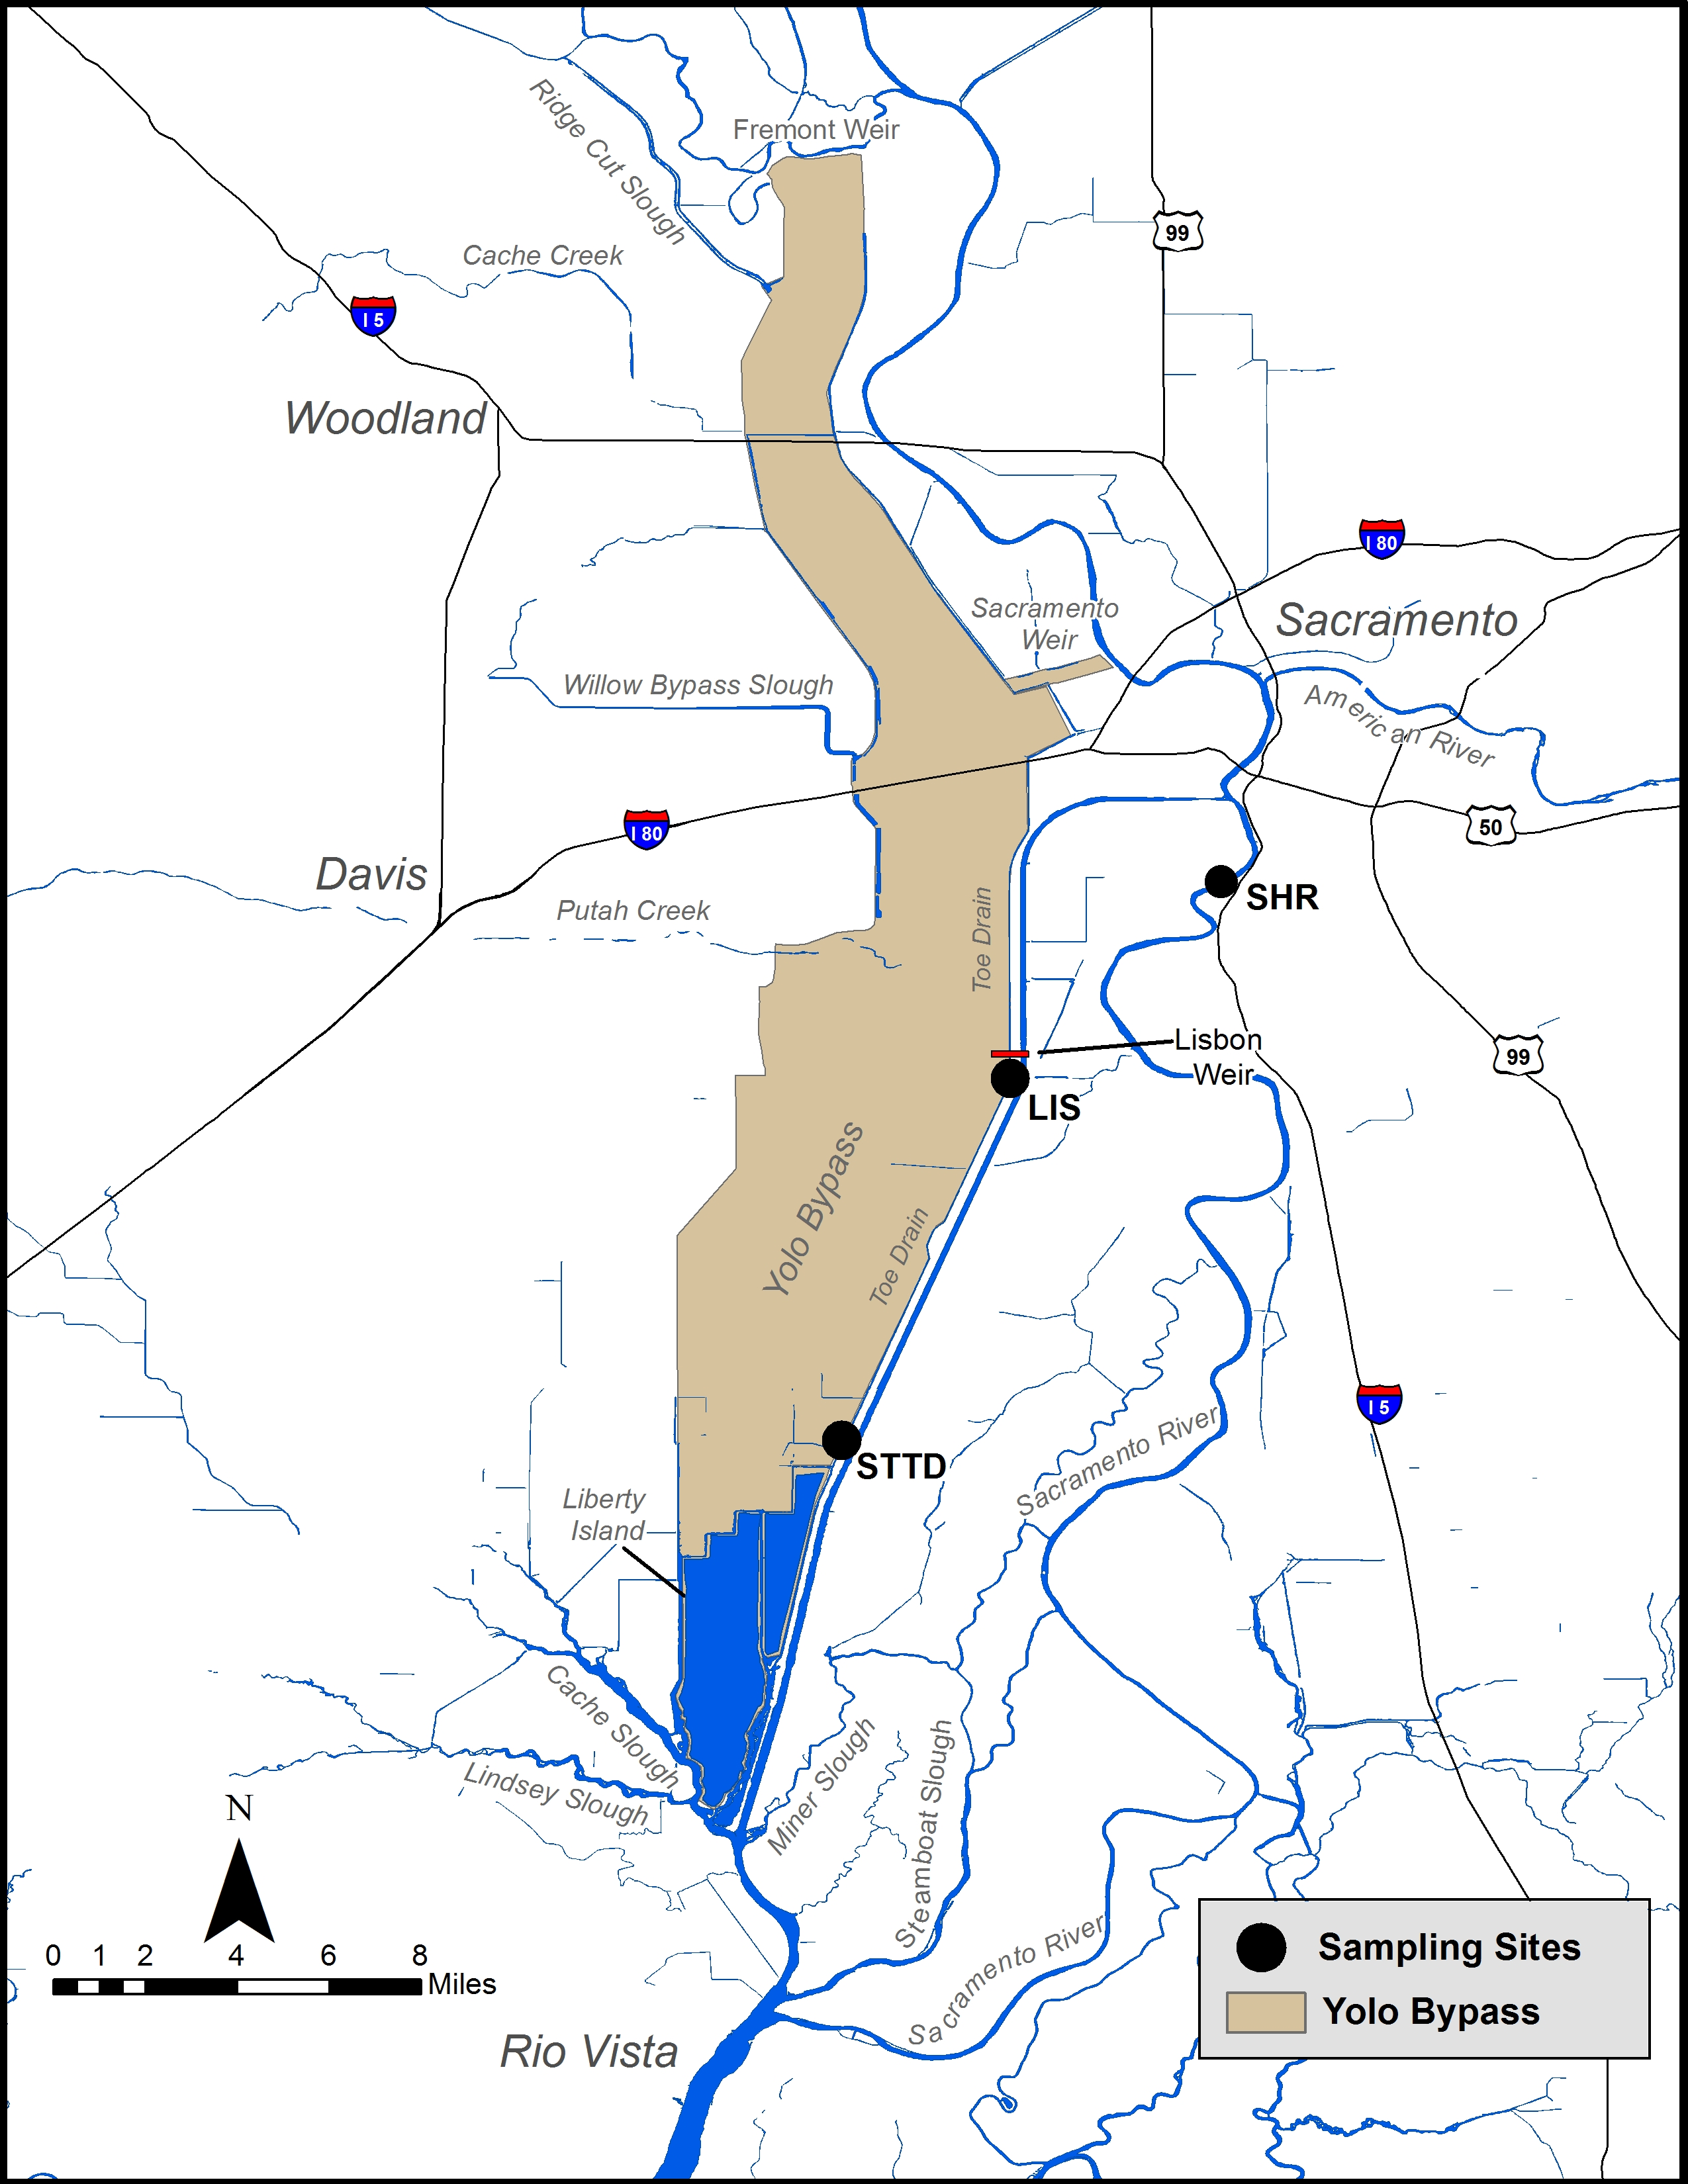 Ridge Cut Slough
Fremont Weir
99
Cache Creek
I 5
Woodland
I 80
Sacramento
Weir
Sacramento
Willow Bypass Slough
American River
I 80
50
Davis
SHR
Putah Creek
Toe Drain
Lisbon
Weir
99
LIS
Yolo Bypass
Toe Drain
I 5
Sacramento River
STTD
Liberty
Island
Cache Slough
Lindsey Slough
Miner Slough
Steamboat Slough
N
Sacramento River
0 1 2 4 6 8
Miles
Rio Vista
Sampling Sites
Yolo Bypass